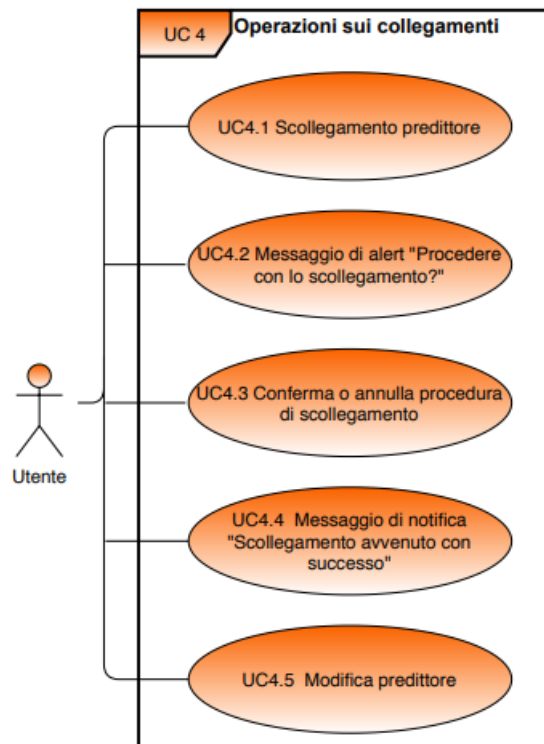 UC 4
Operazioni sui collegamenti
UC4.1 Scollegamento predittore
UC4.2 Messaggio di alert "Procedere
con lo scollegamento?"
UC4.3 Conferma o annulla procedura
di scollegamento
Utente
UC4.4 Messaggio di notifica
"Scollegamento avvenuto con
successo"
UC4.5 Modifica predittore